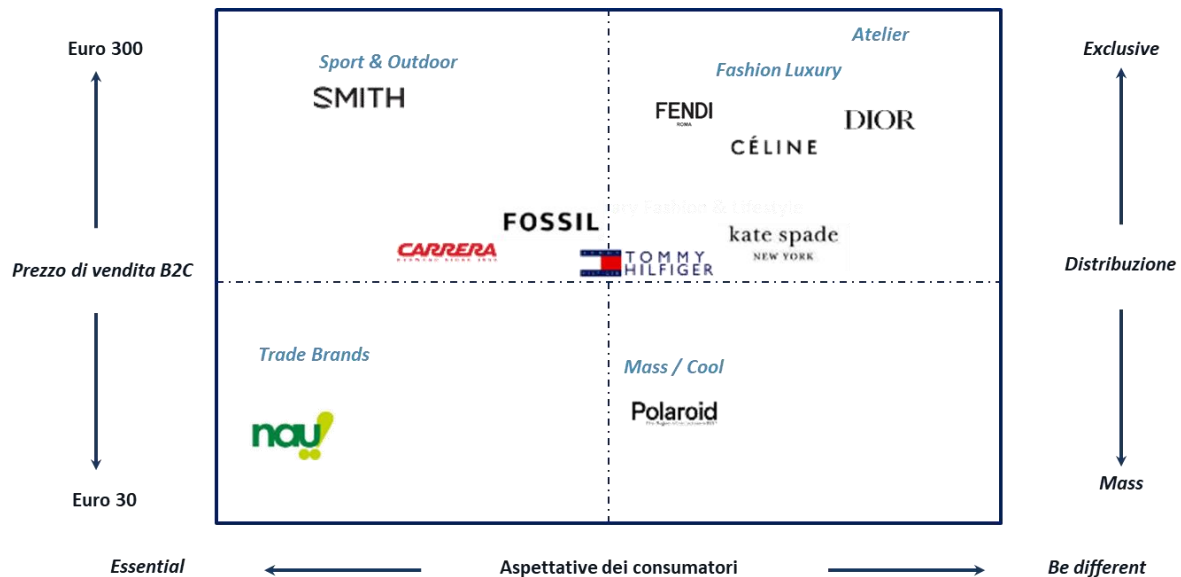 Atelier
Euro 300
Exclusive
Sport & Outdoor
Fashion Luxury
SMITH
FENDI
ROMA
DIOR
CÉLINE
Fashion & Lifestyle
FOSSIL
kate spade
NEW YORK
CARRERA
TOMMY
HILFIGER
Prezzo di vendita B2C
Distribuzione
Trade Brands
Mass / Cool
Polaroid
nau!
Euro 30
Mass
Essential
Aspettative dei consumatori
Be different